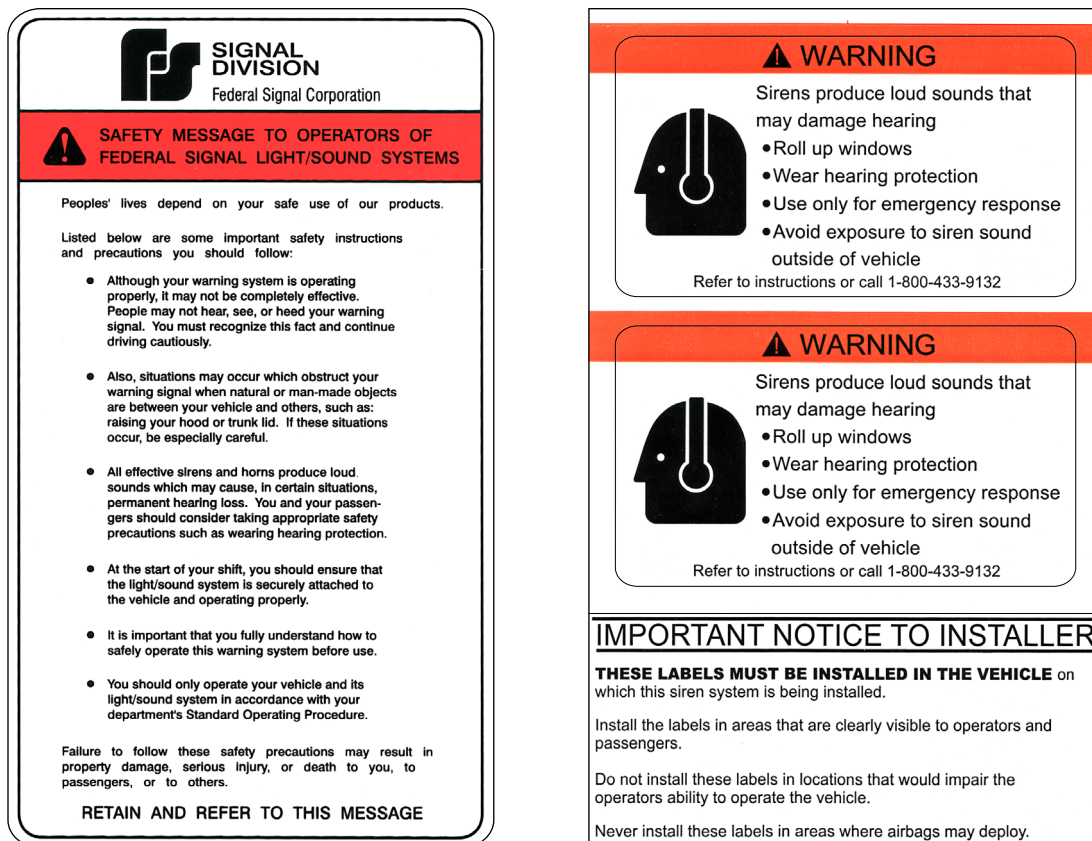 SIGNAL
DIVISION
Federal Signal Corporation
SAFETY MESSAGE TO OPERATORS OF
FEDERAL SIGNAL LIGHT/SOUND SYSTEMS
Peoples' lives depend on your safe use of our products.
Listed below are some important safety instructions
and precautions you should follow:
● Although your warning system is operating
properly, it may not be completely effective.
People may not hear, see, or heed your warning
signal. You must recognize this fact and continue
driving cautiously.
● Also, situations may occur which obstruct your
warning signal when natural or man-made objects
are between your vehicle and others, such as:
raising your hood or trunk lid. If these situations
occur, be especially careful.
● All effective sirens and horns produce loud
sounds which may cause, in certain situations,
permanent hearing loss. You and your passen-
gers should consider taking appropriate safety
precautions such as wearing hearing protection.
● At the start of your shift, you should ensure that
the light/sound system is securely attached to
the vehicle and operating properly.
● It is important that you fully understand how to
safely operate this warning system before use.
● You should only operate your vehicle and its
light/sound system in accordance with your
department's Standard Operating Procedure.
Failure to follow these safety precautions may result in
property damage, serious injury, or death to you, to
passengers, or to others.
RETAIN AND REFER TO THIS MESSAGE
WARNING
Sirens produce loud sounds that
may damage hearing
●Roll up windows
●Wear hearing protection
●Use only for emergency response
●Avoid exposure to siren sound
outside of vehicle
Refer to instructions or call 1-800-433-9132
WARNING
Sirens produce loud sounds that
may damage hearing
●Roll up windows
●Wear hearing protection
●Use only for emergency response
●Avoid exposure to siren sound
outside of vehicle
Refer to instructions or call 1-800-433-9132
IMPORTANT NOTICE TO INSTALLER
THESE LABELS MUST BE INSTALLED IN THE VEHICLE on
which this siren system is being installed.
Install the labels in areas that are clearly visible to operators and
passengers.
Do not install these labels in locations that would impair the
operators ability to operate the vehicle.
Never install these labels in areas where airbags may deploy.